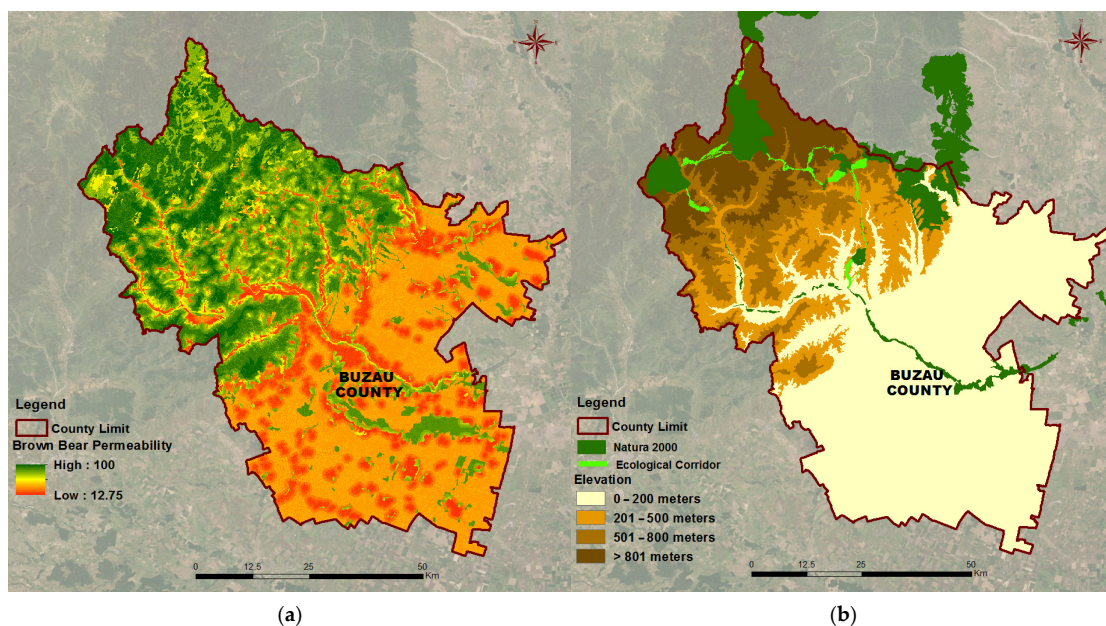 BUZAU
COUNTY
Legend
County Limit
Brown Bear Permeability
High : 100
Low : 12.75
0 12.5 25 50
Km
(a)
BUZAU
COUNTY
Legend
County Limit
Natura 2000
Ecological Corridor
Elevation
0 – 200 meters
201 – 500 meters
501 – 800 meters
> 801 meters
0 12.5 25 50
Km
(b)